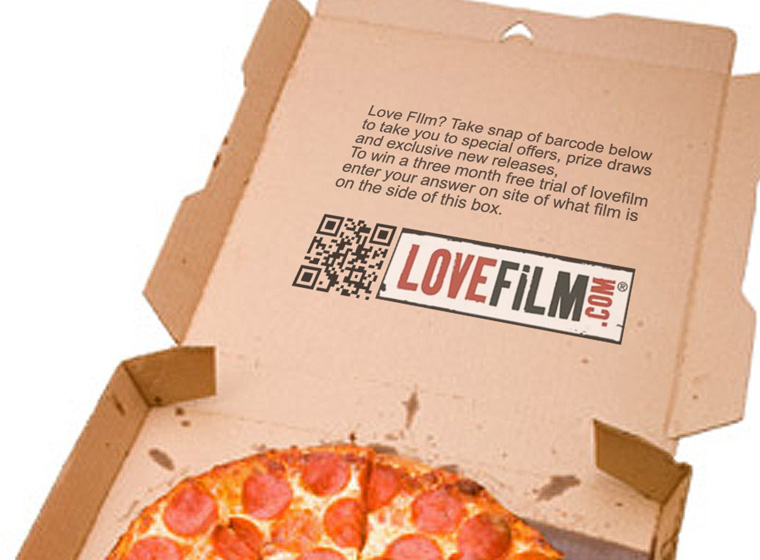 Love FIlm? Take snap of barcode below
to take you to special offers, prize draws
and exclusive new releases,
To win a three month free trial of lovefilm
enter your answer on site of what film is
on the side of this box.
LOVEFiLM.COM®